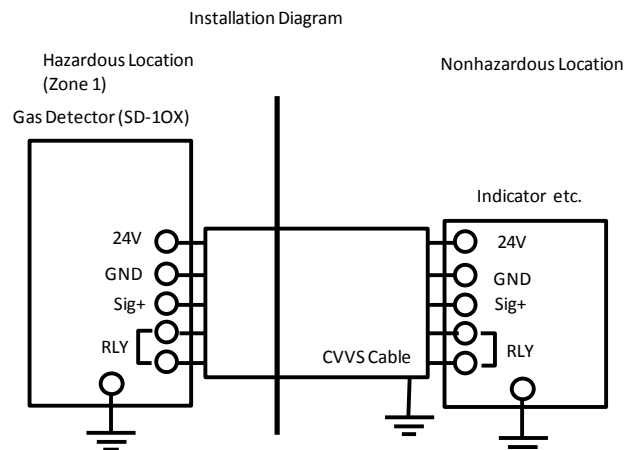 Installation Diagram
Hazardous Location
(Zone 1)
Nonhazardous Location
Gas Detector (SD-1OX)
Indicator etc.
24V
GND
Sig+
RLY
CVVS Cable
24V
GND
Sig+
RLY